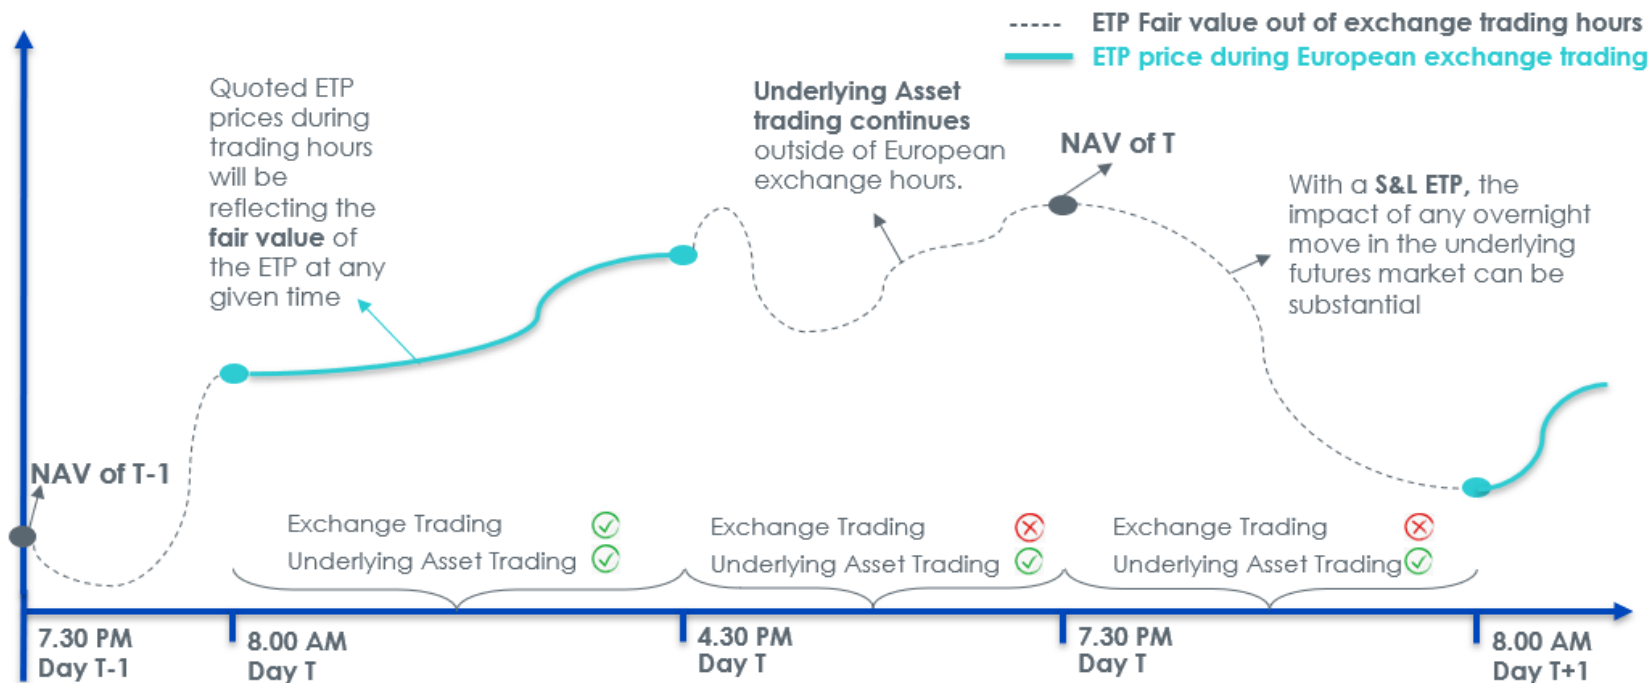 ETP Fair value out of exchange trading hours
ETP price during European exchange trading
Quoted ETP
prices during
trading hours
will be
reflecting the
fair value of
the ETP at any
given time
Underlying Asset
trading continues
outside of European
exchange hours.
NAV of T
With a S&L ETP, the
impact of any overnight
move in the underlying
futures market can be
substantial
NAV of T-1
Exchange Trading
Underlying Asset Trading
Exchange Trading
Underlying Asset Trading
Exchange Trading
Underlying Asset Trading
7.30 PM
Day T-1
8.00 AM
Day T
4.30 PM
Day T
7.30 PM
Day T
8.00 AM
Day T+1